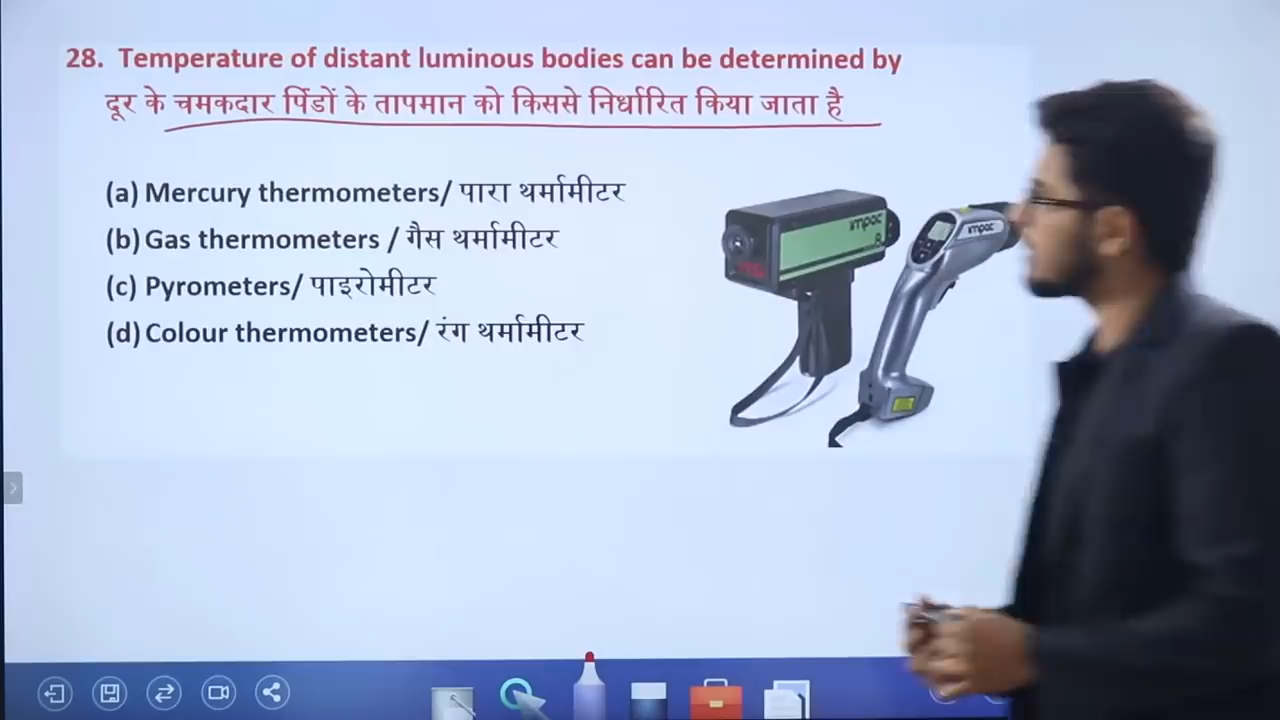 28. Temperature of distant luminous bodies can be determined by
दूर के चमकदार पिंडों के तापमान को किससे निर्धारित किया जाता है
(a) Mercury thermometers/ पारा थर्मामीटर
(b) Gas thermometers / गैस थर्मामीटर
(c) Pyrometers/ पाइरोमीटर
(d) Colour thermometers/ रंग थर्मामीटर
impac
impac